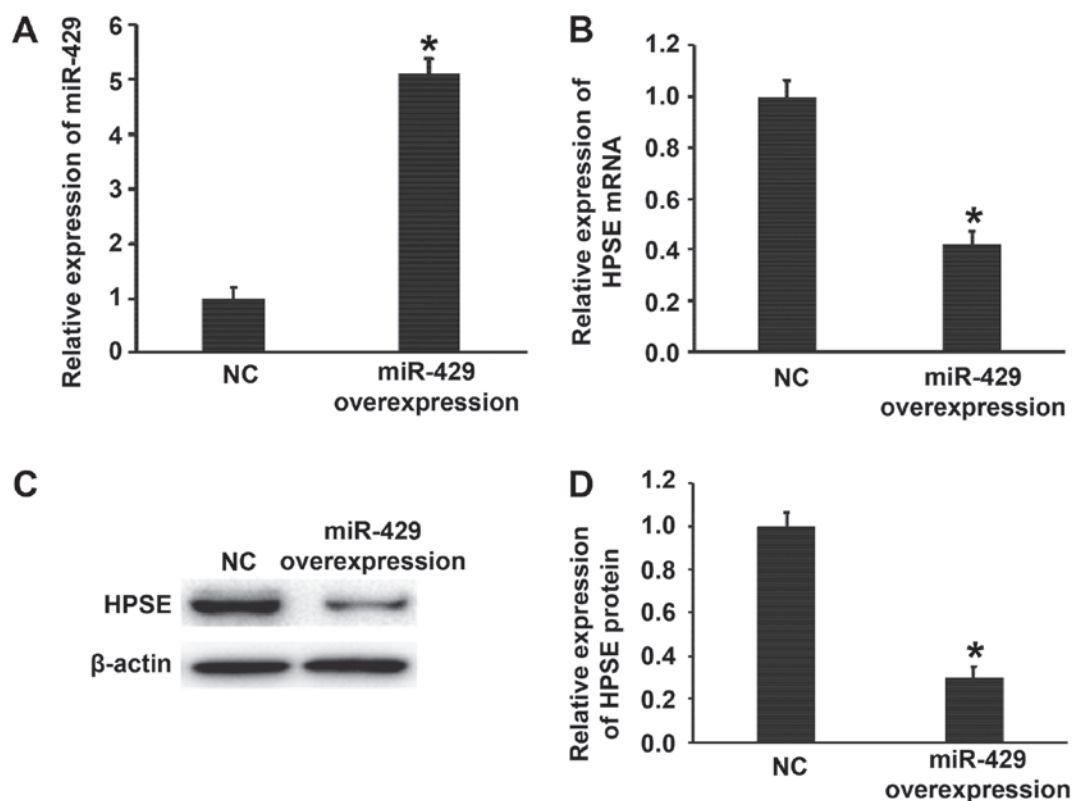 A
Relative expression of miR-429
6
5
4
3
2
1
0
*
NC
miR-429
overexpression
B
Relative expression of
HPSE mRNA
1.2
1.0
0.8
0.6
0.4
0.2
0.0
*
NC
miR-429
overexpression
C
NC
miR-429
overexpression
HPSE
β-actin
D
Relative expression
of HPSE protein
1.2
1.0
0.8
0.6
0.4
0.2
0.0
*
NC
miR-429
overexpression